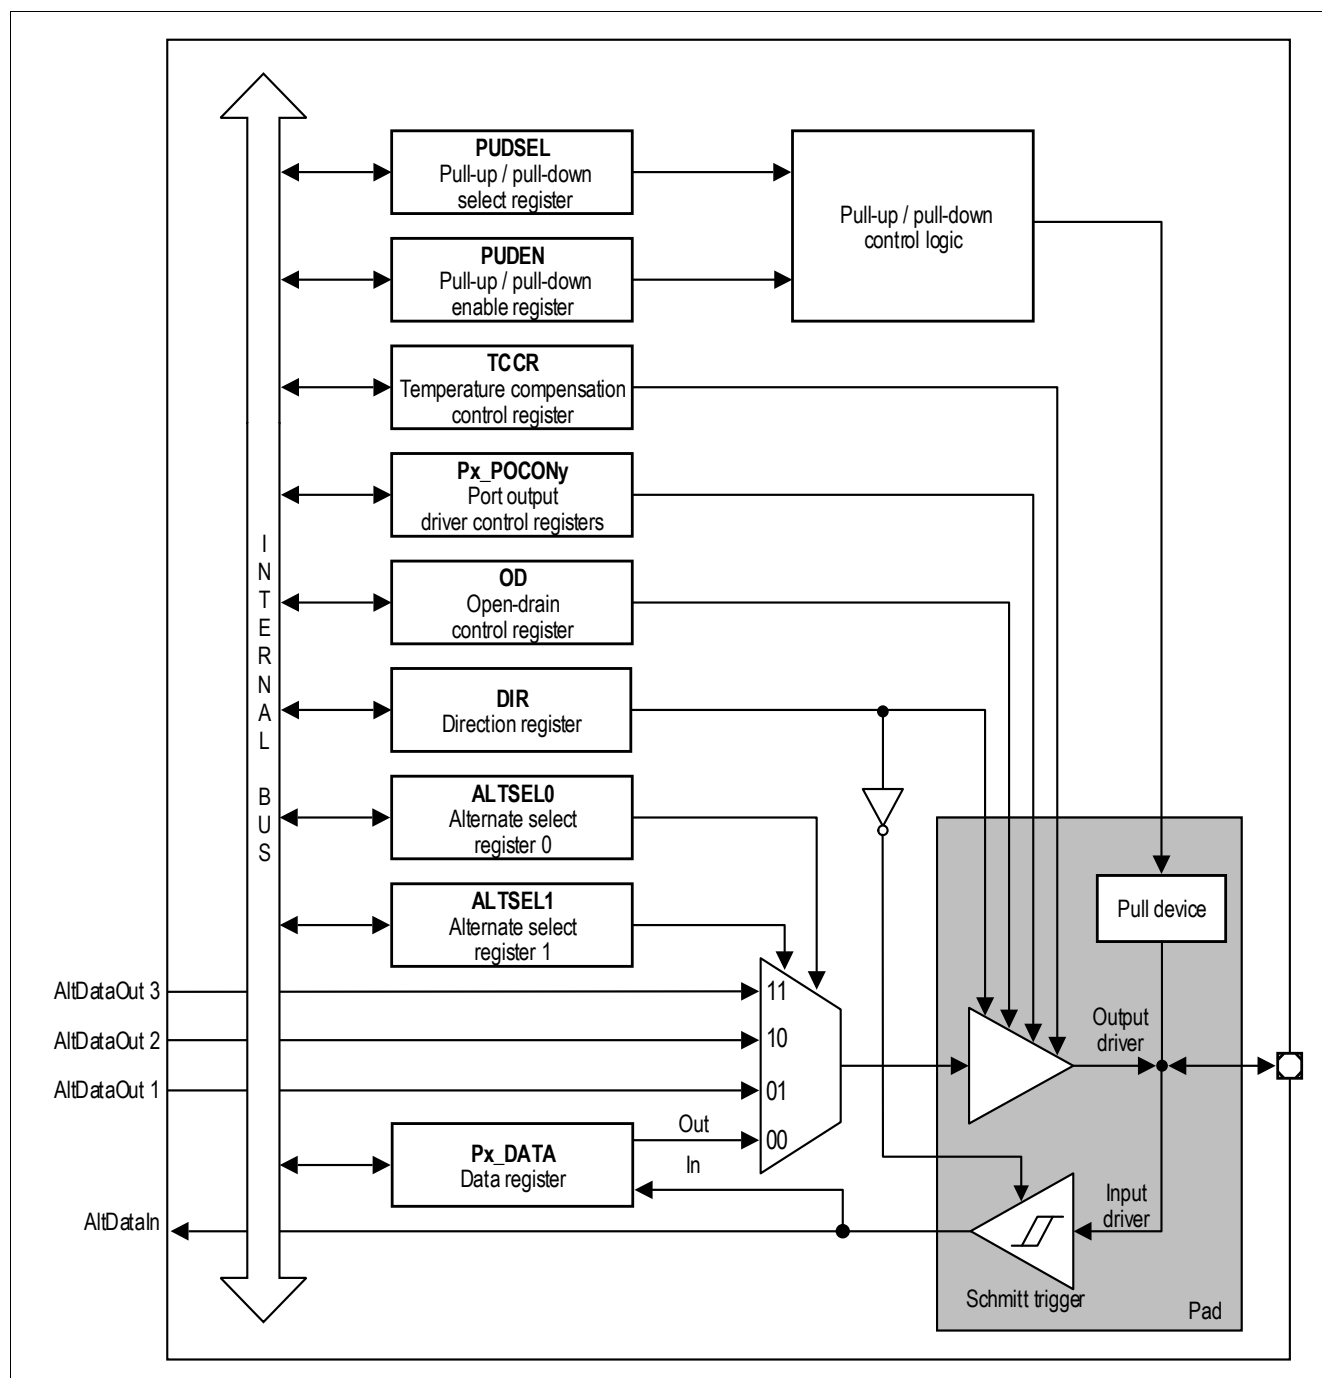 PUDSEL
Pull-up / pull-down
select register
Pull-up / pull-down
control logic
PUDEN
Pull-up / pull-down
enable register
TCCR
Temperature compensation
control register
Px_POCONy
Port output
driver control registers
OD
Open-drain
control register
DIR
Direction register
ALTSEL0
Alternate select
register 0
ALTSEL1
Alternate select
register 1
INTERNAL BUS
Pull device
AltDataOut 3
11
AltDataOut 2
10
AltDataOut 1
01
00
Output
driver
Px_DATA
Data register
Out
In
Input
driver
AltDataIn
Schmitt trigger
Pad